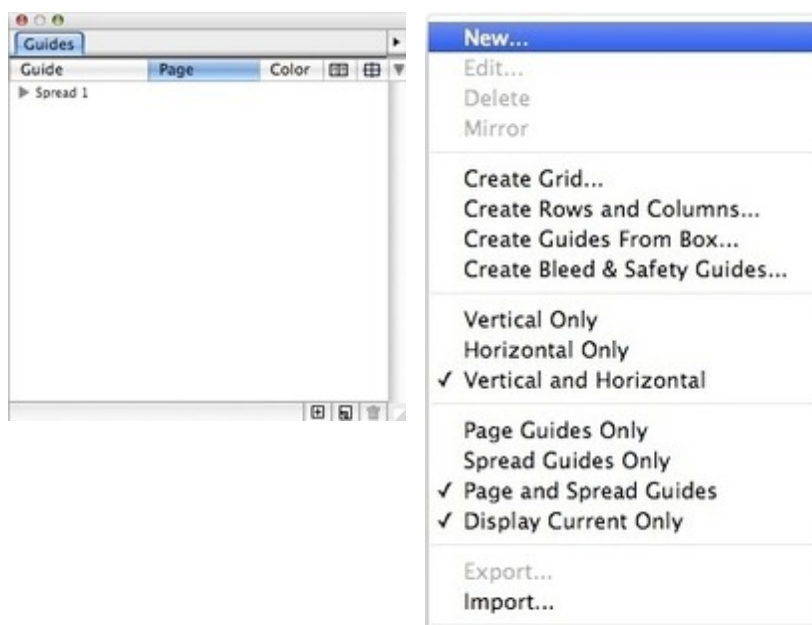 Guides
Guide Page Color
Spread 1
New...
Edit...
Delete
Mirror
Create Grid...
Create Rows and Columns...
Create Guides From Box...
Create Bleed & Safety Guides...
Vertical Only
Horizontal Only
✓ Vertical and Horizontal
Page Guides Only
Spread Guides Only
✓ Page and Spread Guides
✓ Display Current Only
Export...
Import...